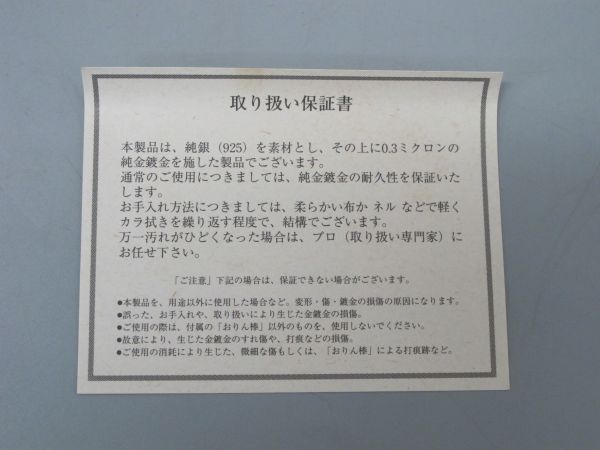 取り扱い保証書
本製品は、純銀（925）を素材とし、その上に0.3ミクロンの
純金鍍金を施した製品でございます。
通常のご使用につきましては、純金鍍金の耐久性を保証いた
します。
お手入れ方法につきましては、柔らかい布か ネル などで軽く
カラ拭きを繰り返す程度で、結構でございます。
万一汚れがひどくなった場合は、プロ（取り扱い専門家）に
お任せ下さい。
「ご注意」下記の場合は、保証できない場合がございます。
●本製品を、用途以外に使用した場合など。変形・傷・鍍金の損傷の原因になります。
●誤った、お手入れや、取り扱いにより生じた金鍍金の損傷。
●ご使用の際は、付属の「おりん棒」以外のものを、使用しないでください。
●故意により、生じた金鍍金のすれ傷や、打痕などの損傷。
●ご使用の消耗により生じた、微細な傷もしくは、「おりん棒」による打痕跡など。